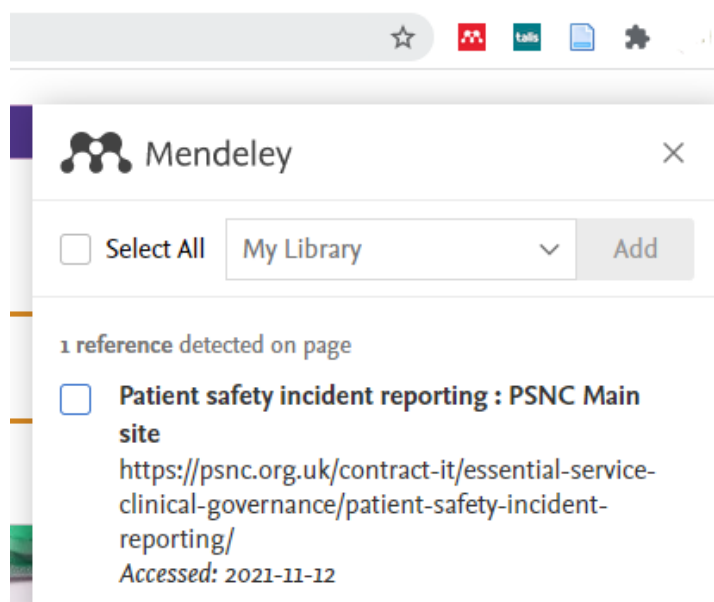 talis
Mendeley
Select All
My Library
Add
1 reference detected on page
Patient safety incident reporting : PSNC Main
site
https://psnc.org.uk/contract-it/essential-service-
clinical-governance/patient-safety-incident-
reporting/
Accessed: 2021-11-12